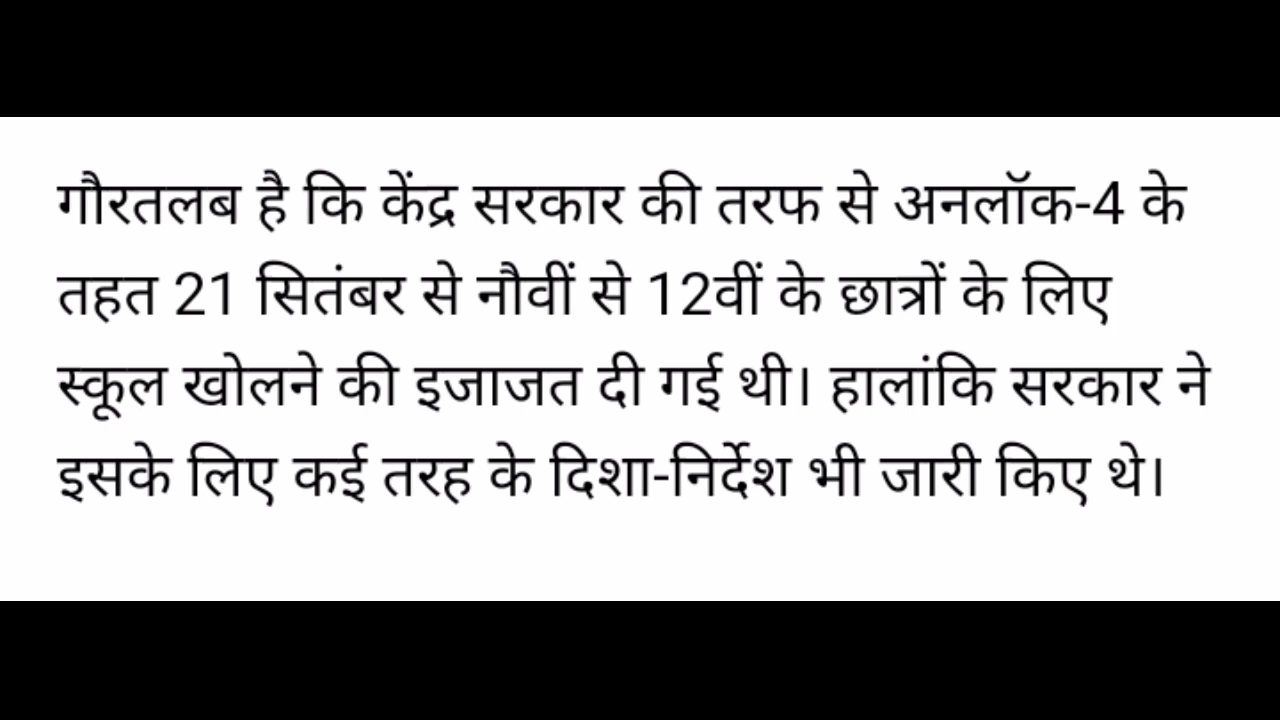 गौरतलब है कि केंद्र सरकार की तरफ से अनलॉक-4 के
तहत 21 सितंबर से नौवीं से 12वीं के छात्रों के लिए
स्कूल खोलने की इजाजत दी गई थी। हालांकि सरकार ने
इसके लिए कई तरह के दिशा-निर्देश भी जारी किए थे।